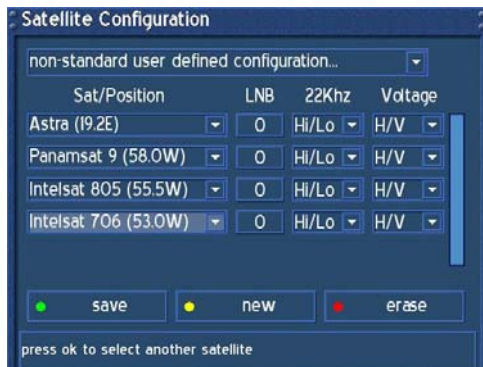 Satellite Configuration
non-standard user defined configuration...
Sat/Position LNB 22Khz Voltage
Astra (19.2E) 0 Hi/Lo H/V
Panamsat 9 (58.0W) 0 Hi/Lo H/V
Intelsat 805 (55.5W) 0 Hi/Lo H/V
Intelsat 706 (53.0W) 0 Hi/Lo H/V
save new erase
press ok to select another satellite